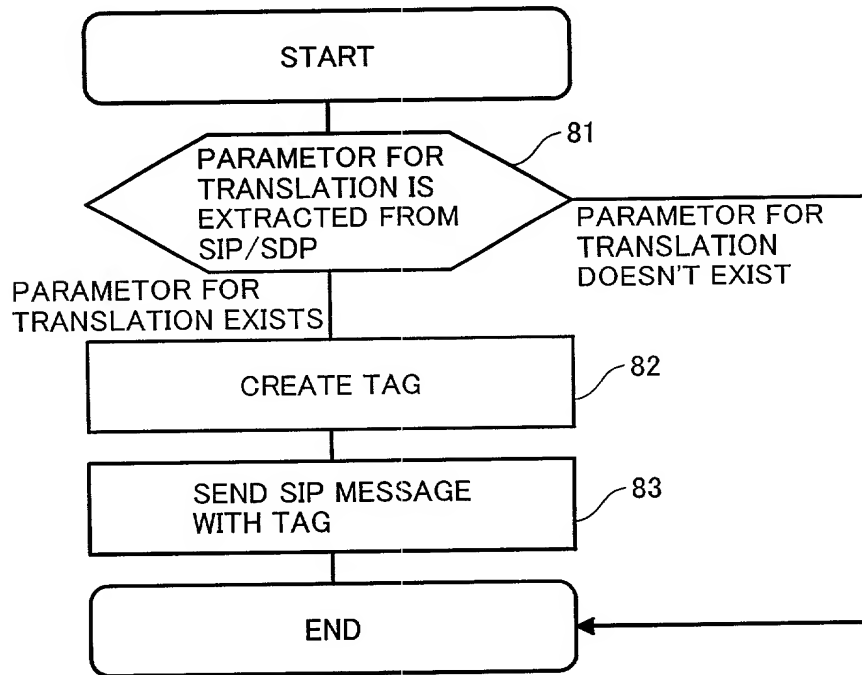 START
81
PARAMETOR FOR
TRANSLATION IS
EXTRACTED FROM
SIP/SDP
PARAMETOR FOR
TRANSLATION
DOESN'T EXIST
PARAMETOR FOR
TRANSLATION EXISTS
CREATE TAG
82
SEND SIP MESSAGE
WITH TAG
83
END